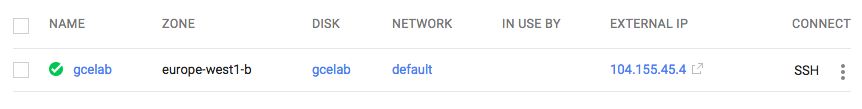 NAME ZONE DISK NETWORK IN USE BY EXTERNAL IP CONNECT
gcelab europe-west1-b gcelab default 104.155.45.4 SSH